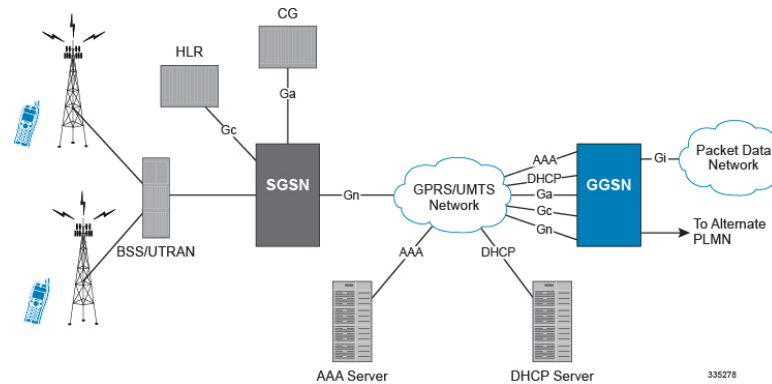 CG
HLR
Ga
Gc
SGSN
Gn
GPRS/UMTS
Network
AAA
DHCP
Ga
Gc
Gn
GGSN
Gi
Packet Data
Network
To Alternate
PLMN
BSS/UTRAN
AAA
DHCP
AAA Server
DHCP Server
335278